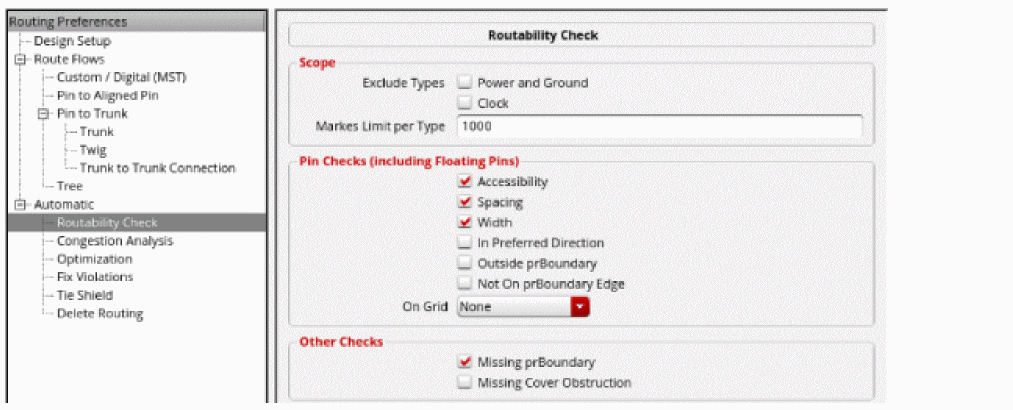 Routing Preferences
Design Setup
Route Flows
Custom / Digital (MST)
Pin to Aligned Pin
Pin to Trunk
Trunk
Twig
Trunk to Trunk Connection
Tree
Automatic
Routability Check
Congestion Analysis
Optimization
Fix Violations
Tie Shield
Delete Routing
Routability Check
Scope
Exclude Types Power and Ground
Clock
Markes Limit per Type 1000
Pin Checks (including Floating Pins)
Accessibility
Spacing
Width
In Preferred Direction
Outside prBoundary
Not On prBoundary Edge
On Grid None
Other Checks
Missing prBoundary
Missing Cover Obstruction